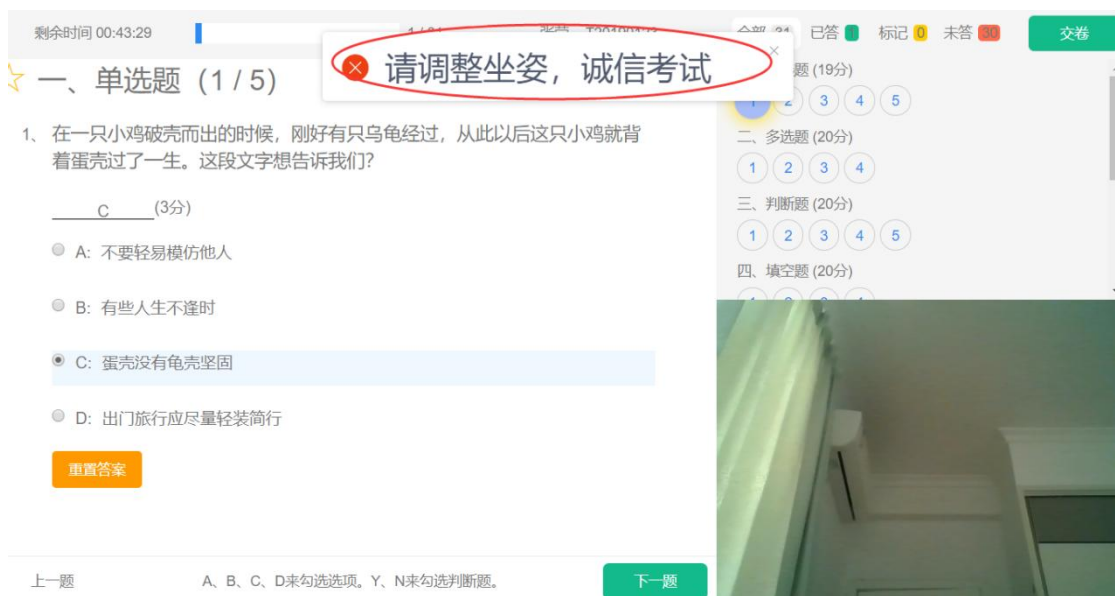 剩余时间 00:43:29
全部 31 已答 1 标记 0 未答 30 交卷
请调整坐姿，诚信考试
一、单选题（1 / 5）
题 (19分)
1 2 3 4 5
1、在一只小鸡破壳而出的时候，刚好有只乌龟经过，从此以后这只小鸡就背
着蛋壳过了一生。这段文字想告诉我们？
C (3分)
A: 不要轻易模仿他人
B: 有些人生不逢时
C: 蛋壳没有龟壳坚固
D: 出门旅行应尽量轻装简行
重置答案
二、多选题 (20分)
1 2 3 4
三、判断题 (20分)
1 2 3 4 5
四、填空题 (20分)
1 2 3 4
上一题 A、B、C、D来勾选选项。Y、N来勾选判断题。 下一题